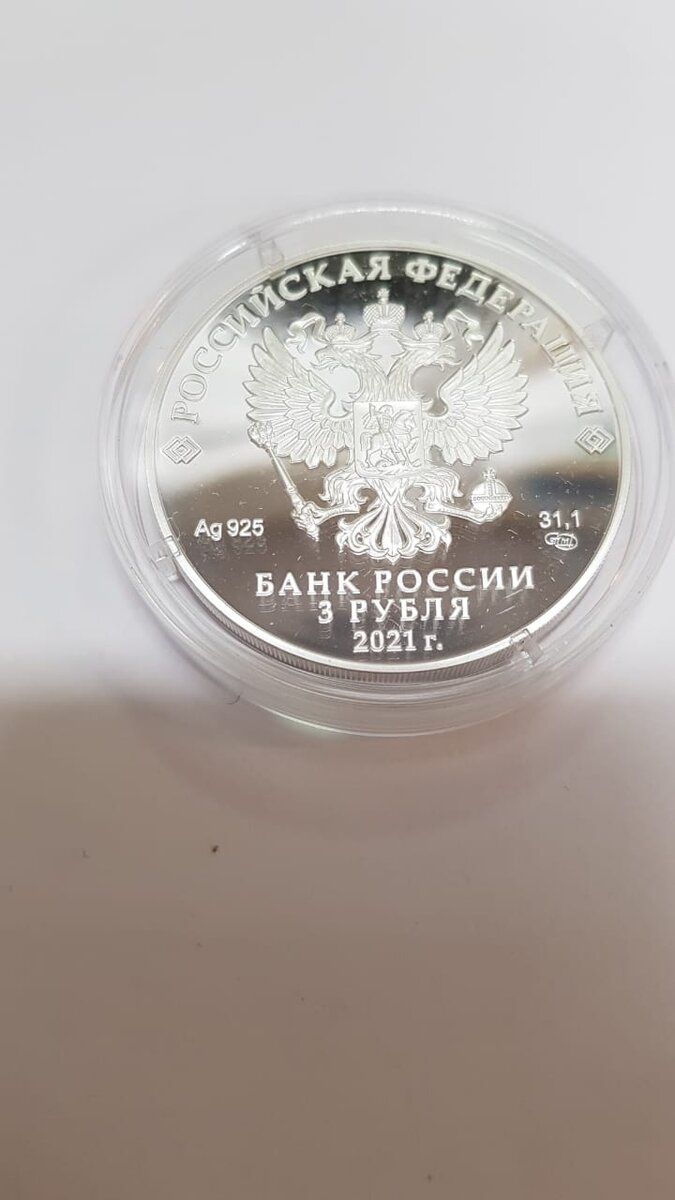 РОССИЙСКАЯ ФЕДЕРАЦИЯ
Ag 925
31,1
БАНК РОССИИ
3 РУБЛЯ
2021 г.